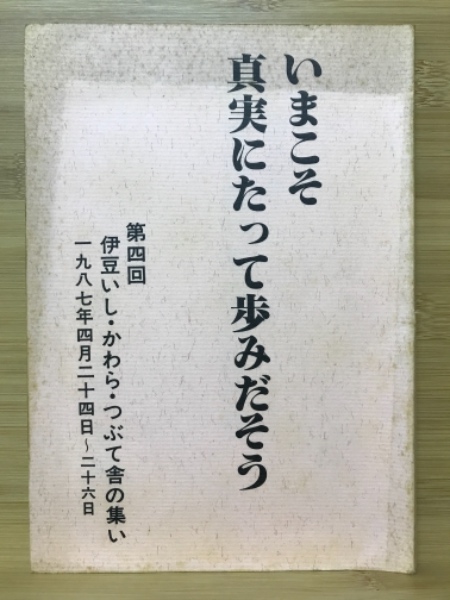 いまこそ
真実にたって歩みだそう
第四回
伊豆いし・かわら・つぶて舎の集い
一九八七年四月二十四日～二十六日